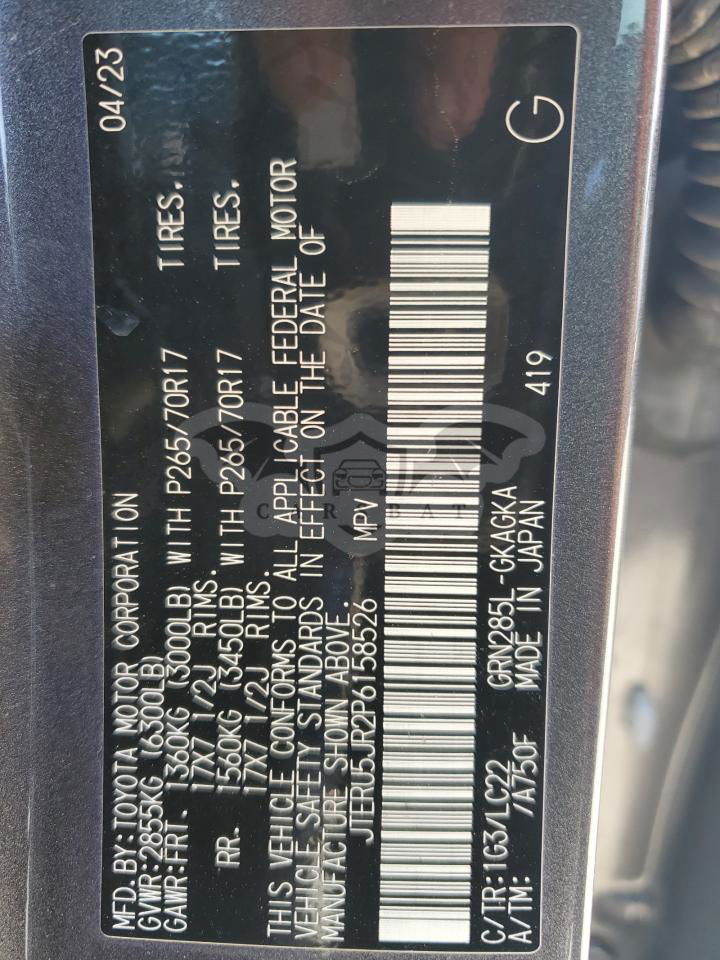 MFD.BY:TOYOTA MOTOR CORPORATION 04/23
GVWR:2855KG (6300LB)
GAWR:FRT. 1360KG (3000LB) WITH P265/70R17 TIRES.
17X7 1/2J RIMS.
RR. 1560KG (3450LB) WITH P265/70R17 TIRES.
17X7 1/2J RIMS.
THIS VEHICLE CONFORMS TO ALL APPLICABLE FEDERAL MOTOR
VEHICLE SAFETY STANDARDS IN EFFECT ON THE DATE OF
MANUFACTURE SHOWN ABOVE.
JTERU5JR2P6158526 MPV
CARABAT
C/TR:1G3/LC22 GRN285L-GKAGKA
A/TM: /A750F MADE IN JAPAN 419 G